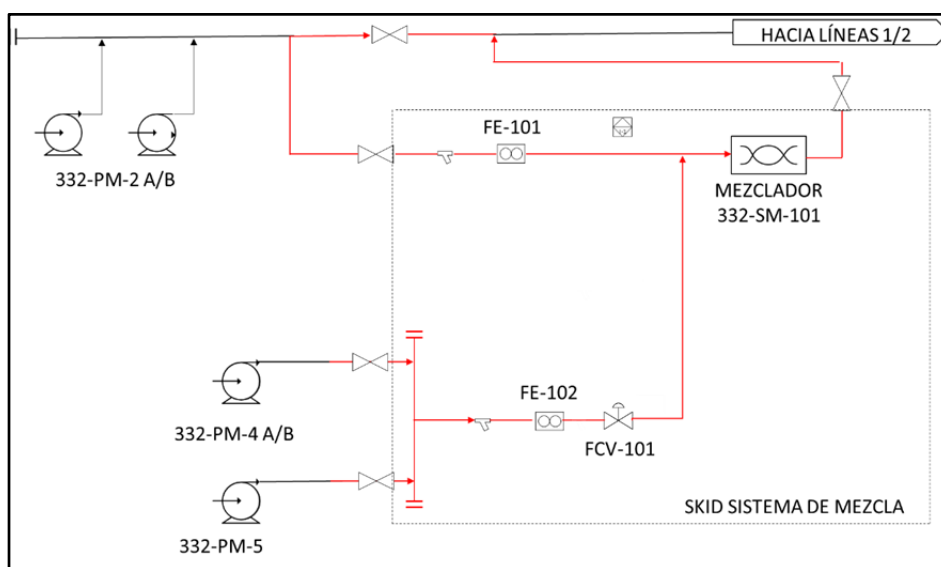 HACIA LÍNEAS 1/2
332-PM-2 A/B
FE-101
MEZCLADOR
332-SM-101
332-PM-4 A/B
FE-102
FCV-101
332-PM-5
SKID SISTEMA DE MEZCLA